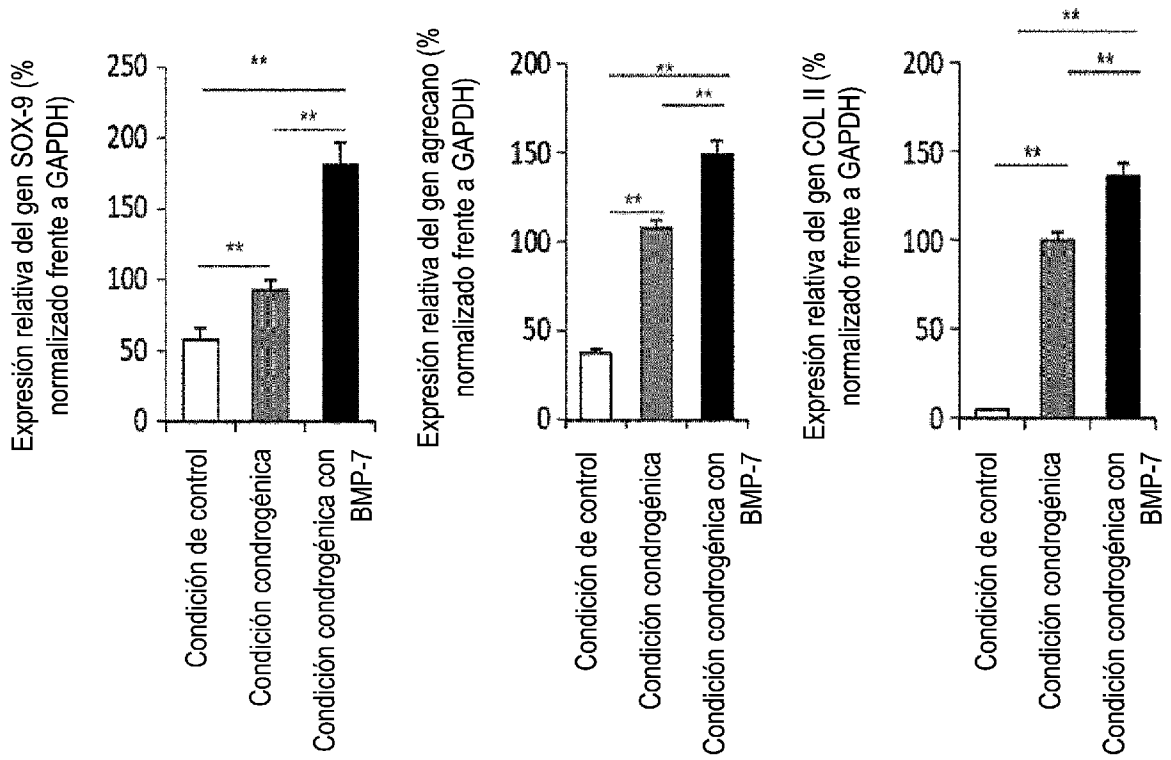 Expresión relativa del gen SOX-9 (%
normalizado frente a GAPDH)
250
200
150
100
50
0
**
**
**
Condición de control
Condición condrogénica
Condición condrogénica con
BMP-7
Expresión relativa del gen agrecano (%
normalizado frente a GAPDH)
200
150
100
50
0
**
**
**
Condición de control
Condición condrogénica
Condición condrogénica con
BMP-7
Expresión relativa del gen COL II (%
normalizado frente a GAPDH)
200
150
100
50
0
**
**
**
Condición de control
Condición condrogénica
Condición condrogénica con
BMP-7